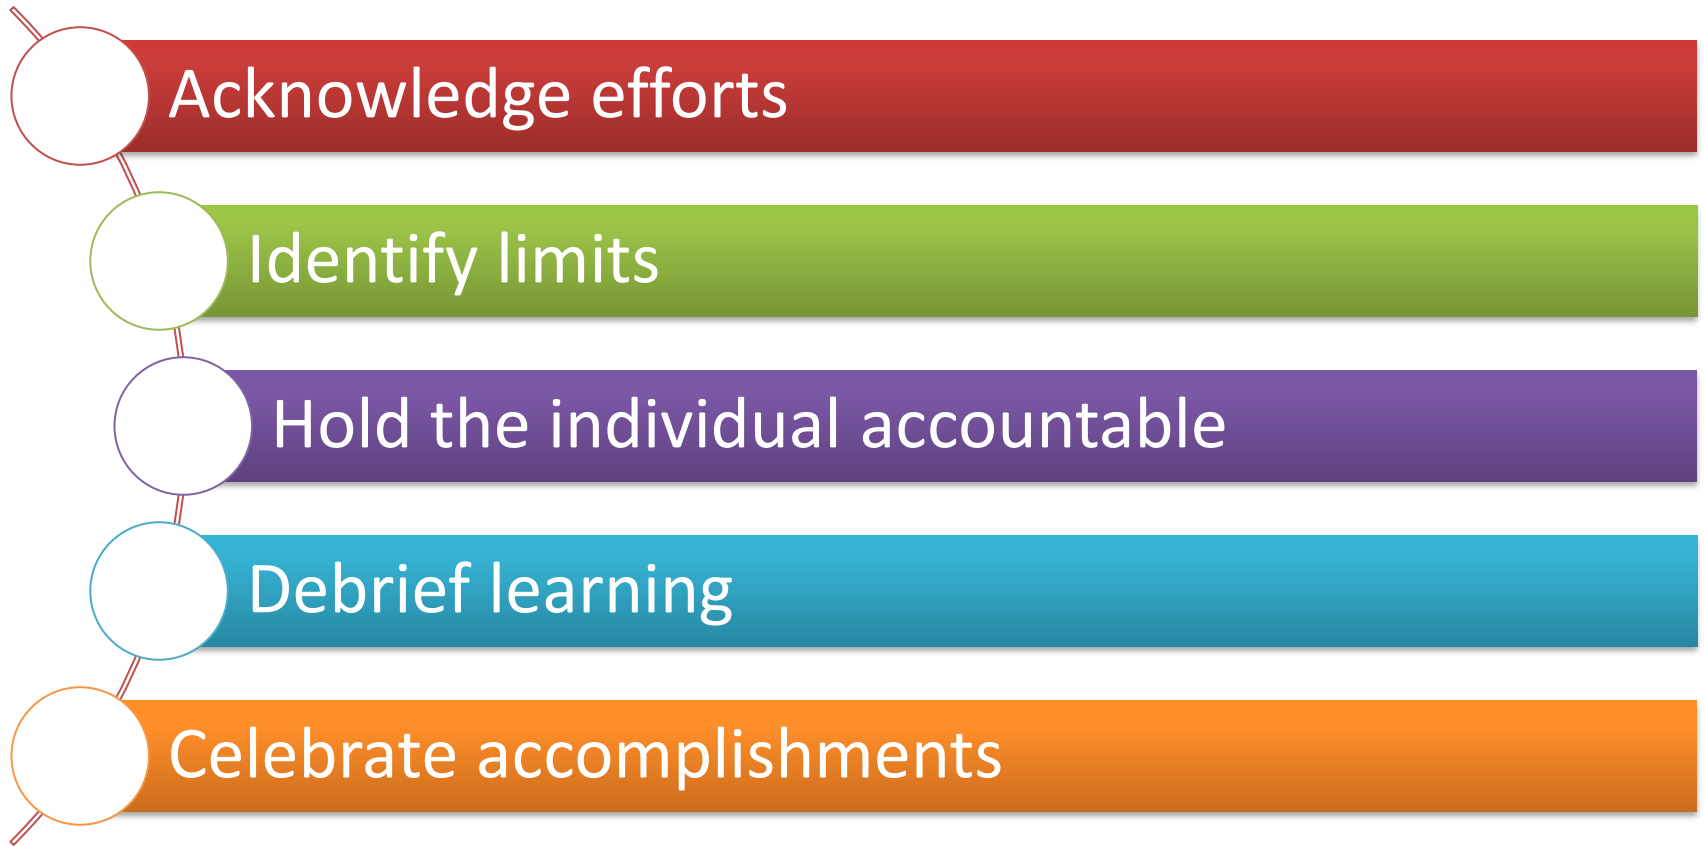 Acknowledge efforts
Identify limits
Hold the individual accountable
Debrief learning
Celebrate accomplishments